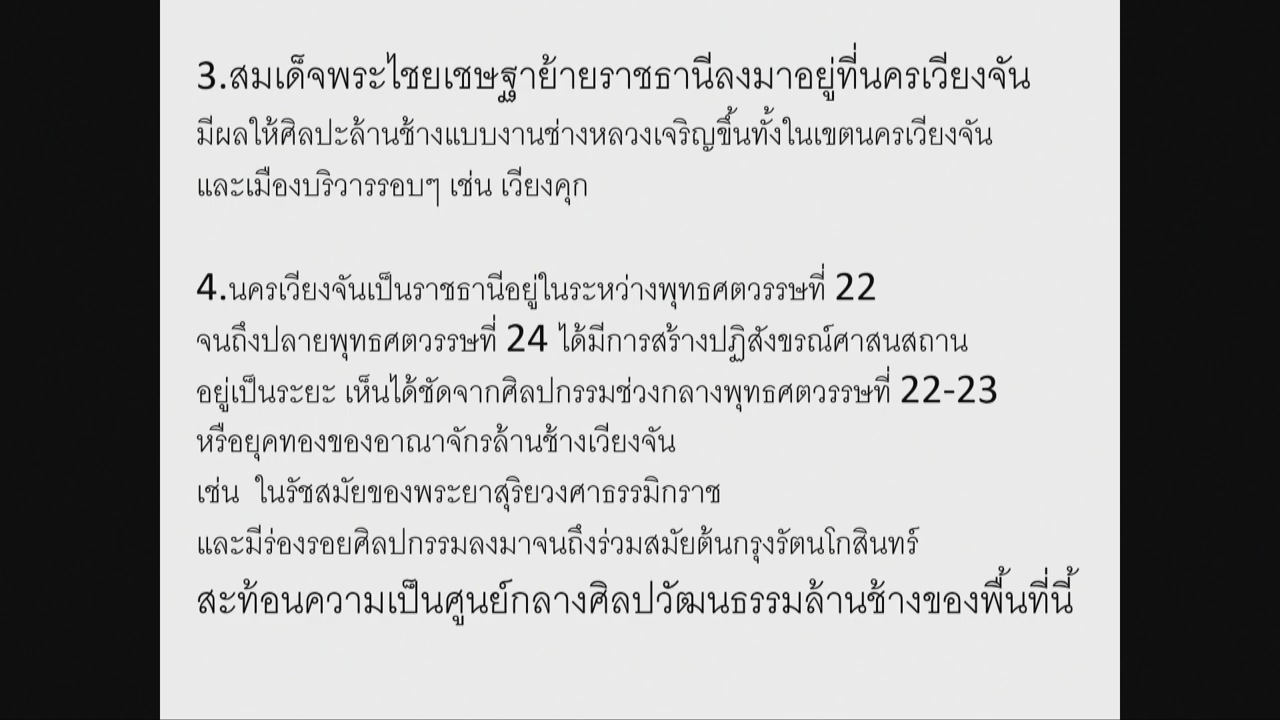 3.สมเด็จพระไชยเชษฐาย้ายราชธานีลงมาอยู่ที่นครเวียงจัน
มีผลให้ศิลปะล้านช้างแบบงานช่างหลวงเจริญขึ้นทั้งในเขตนครเวียงจัน
และเมืองบริวารรอบๆ เช่น เวียงคุก
4.นครเวียงจันเป็นราชธานีอยู่ในระหว่างพุทธศตวรรษที่ 22
จนถึงปลายพุทธศตวรรษที่ 24 ได้มีการสร้างปฏิสังขรณ์ศาสนสถาน
อยู่เป็นระยะ เห็นได้ชัดจากศิลปกรรมช่วงกลางพุทธศตวรรษที่ 22-23
หรือยุคทองของอาณาจักรล้านช้างเวียงจัน
เช่น ในรัชสมัยของพระยาสุริยวงศาธรรมิกราช
และมีร่องรอยศิลปกรรมลงมาจนถึงร่วมสมัยต้นกรุงรัตนโกสินทร์
สะท้อนความเป็นศูนย์กลางศิลปวัฒนธรรมล้านช้างของพื้นที่นี้